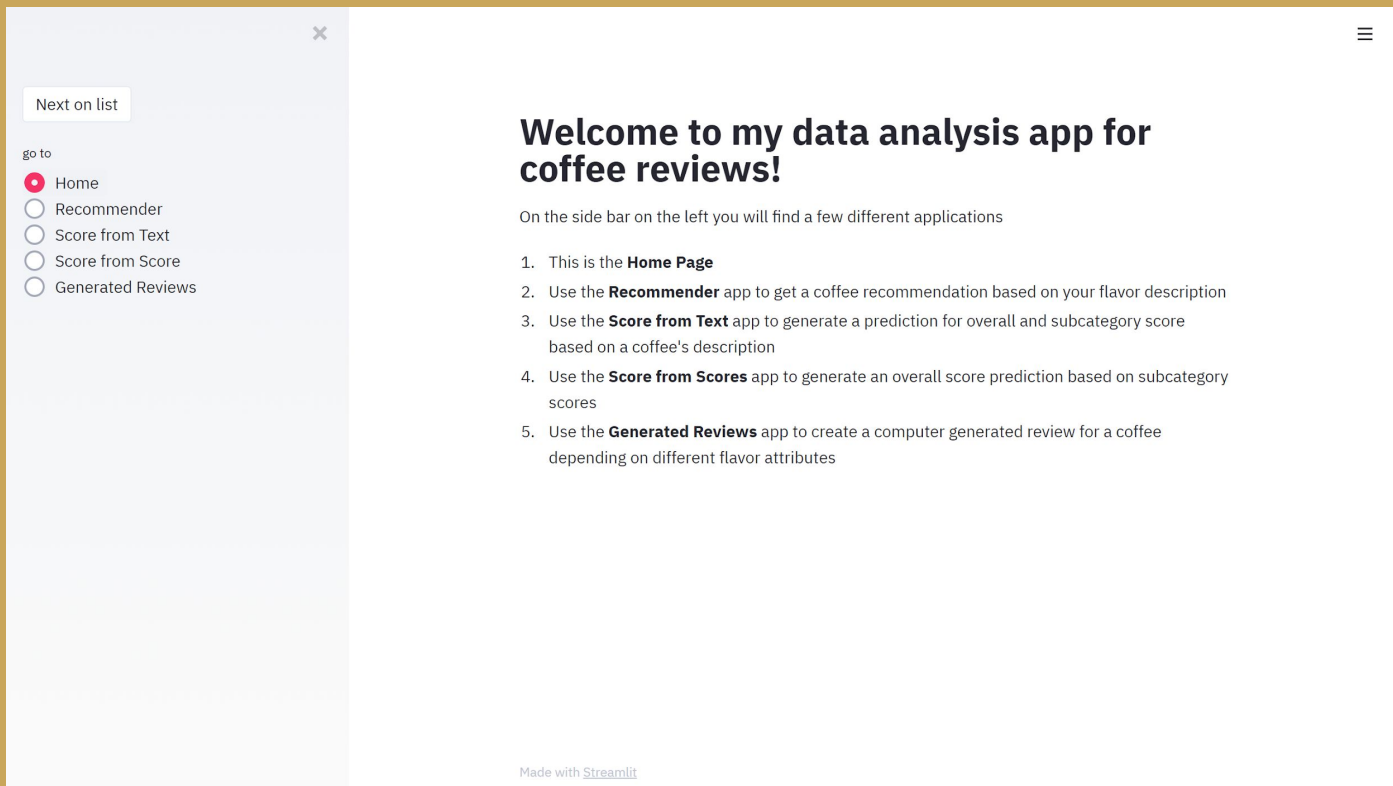 Next on list
go to
Home
Recommender
Score from Text
Score from Score
Generated Reviews
Welcome to my data analysis app for
coffee reviews!
On the side bar on the left you will find a few different applications
1. This is the Home Page
2. Use the Recommender app to get a coffee recommendation based on your flavor description
3. Use the Score from Text app to generate a prediction for overall and subcategory score
based on a coffee's description
4. Use the Score from Scores app to generate an overall score prediction based on subcategory
scores
5. Use the Generated Reviews app to create a computer generated review for a coffee
depending on different flavor attributes
Made with Streamlit